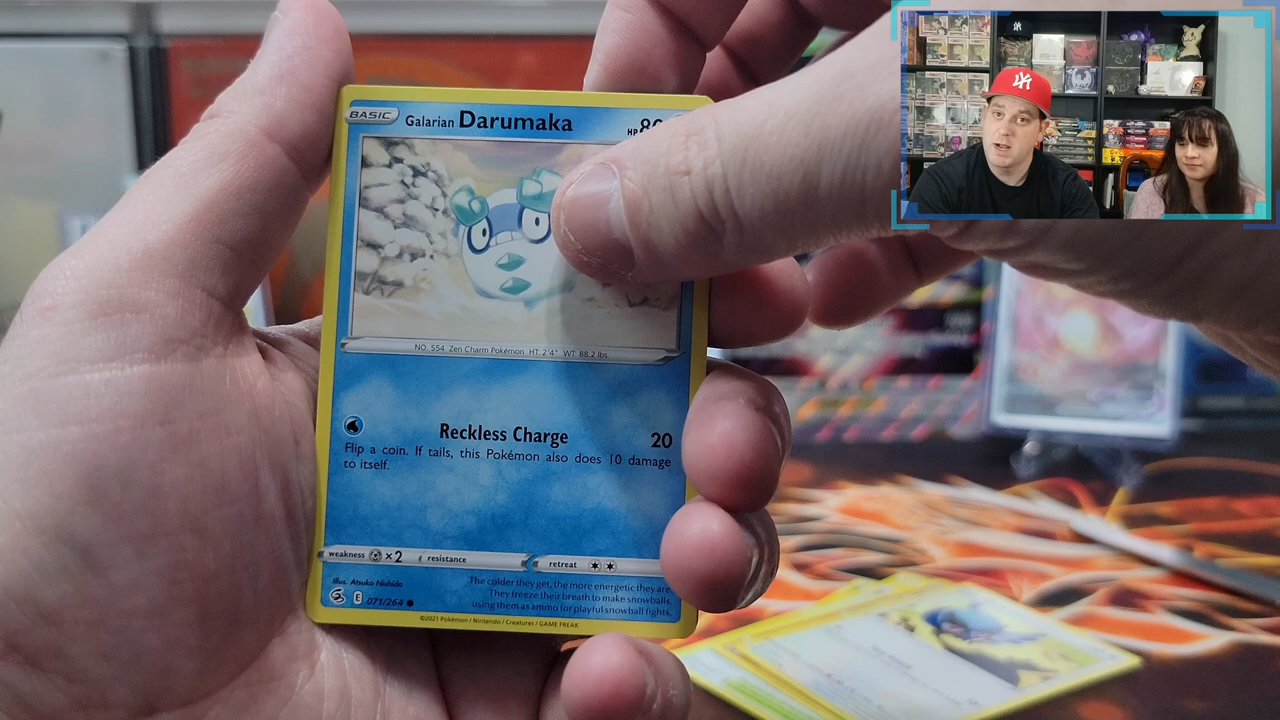 BASIC Galarian Darumaka HP 80
NO. 554 Zen Charm Pokémon HT: 2'4" WT: 88.2 lbs.
Reckless Charge 20
Flip a coin. If tails, this Pokémon also does 10 damage
to itself.
weakness ×2 resistance retreat
Illus. Atsuko Nishida
E 071/264
The colder they get, the more energetic they are.
They freeze their breath to make snowballs,
using them as ammo for playful snowball fights.
©2021 Pokémon / Nintendo / Creatures / GAME FREAK